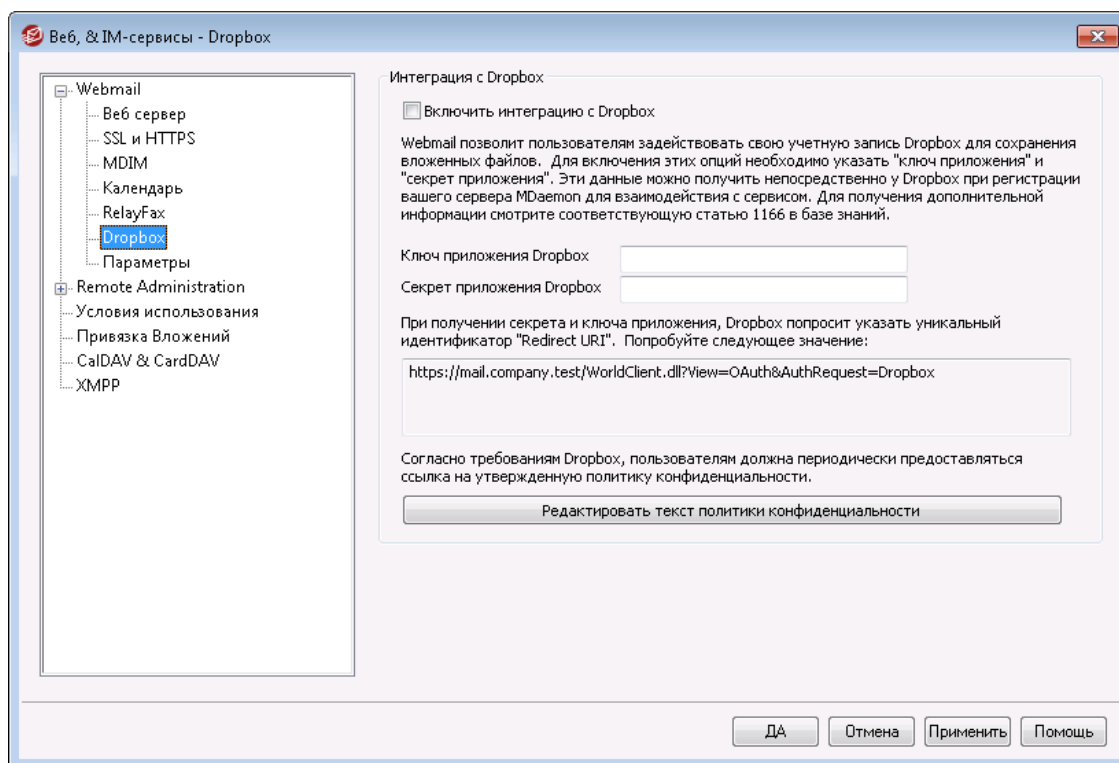 Веб, & IM-сервисы - Dropbox
Webmail
Веб сервер
SSL и HTTPS
MDIM
Календарь
RelayFax
Dropbox
Параметры
Remote Administration
Условия использования
Привязка Вложений
CalDAV & CardDAV
XMPP
Интеграция с Dropbox
Включить интеграцию с Dropbox
Webmail позволит пользователям задействовать свою учетную запись Dropbox для сохранения
вложенных файлов.  Для включения этих опций необходимо указать "ключ приложения" и
"секрет приложения". Эти данные можно получить непосредственно у Dropbox при регистрации
вашего сервера MDaemon для взаимодействия с сервисом. Для получения дополнительной
информации смотрите соответствующую статью 1166 в базе знаний.
Ключ приложения Dropbox
Секрет приложения Dropbox
При получении секрета и ключа приложения, Dropbox попросит указать уникальный
идентификатор "Redirect URI".  Попробуйте следующее значение:
https://mail.company.test/WorldClient.dll?View=OAuth&AuthRequest=Dropbox
Согласно требованиям Dropbox, пользователям должна периодически предоставляться
ссылка на утвержденную политику конфиденциальности.
Редактировать текст политики конфиденциальности
ДА
Отмена
Применить
Помощь